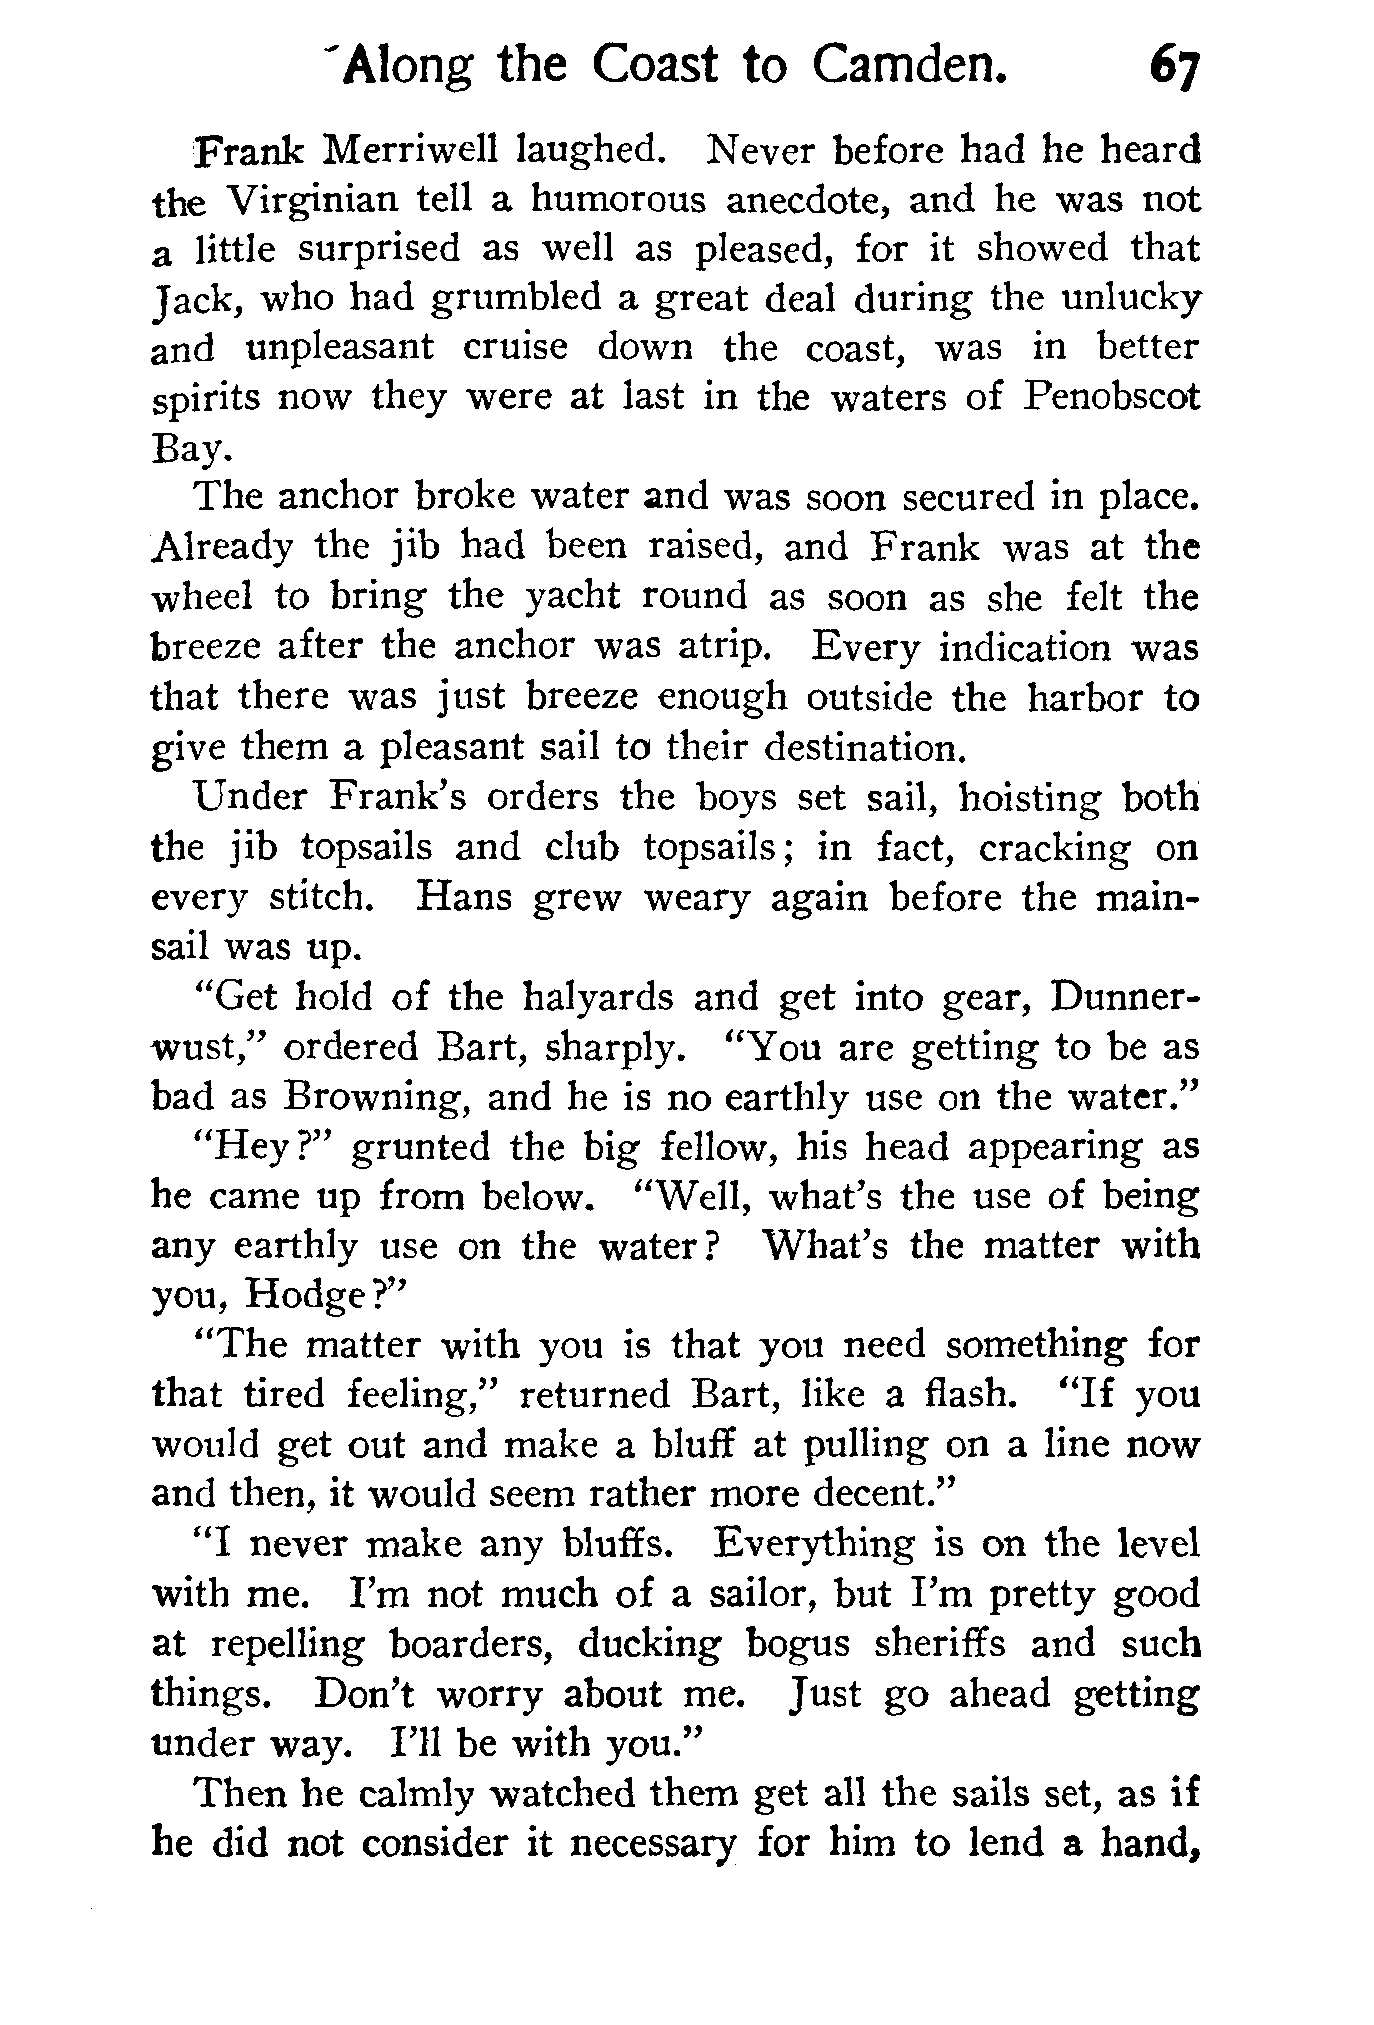 Along the Coast to Camden. 67
Frank Merriwell laughed. Never before had he heard
the Virginian tell a humorous anecdote, and he was not
a little surprised as well as pleased, for it showed that
Jack, who had grumbled a great deal during the unlucky
and unpleasant cruise down the coast, was in better
spirits now they were at last in the waters of Penobscot
Bay.
The anchor broke water and was soon secured in place.
Already the jib had been raised, and Frank was at the
wheel to bring the yacht round as soon as she felt the
breeze after the anchor was atrip. Every indication was
that there was just breeze enough outside the harbor to
give them a pleasant sail to their destination.
Under Frank's orders the boys set sail, hoisting both
the jib topsails and club topsails; in fact, cracking on
every stitch. Hans grew weary again before the main-
sail was up.
"Get hold of the halyards and get into gear, Dunner-
wust," ordered Bart, sharply. "You are getting to be as
bad as Browning, and he is no earthly use on the water."
"Hey?" grunted the big fellow, his head appearing as
he came up from below. "Well, what's the use of being
any earthly use on the water? What's the matter with
you, Hodge?"
"The matter with you is that you need something for
that tired feeling," returned Bart, like a flash. "If you
would get out and make a bluff at pulling on a line now
and then, it would seem rather more decent."
"I never make any bluffs. Everything is on the level
with me. I'm not much of a sailor, but I'm pretty good
at repelling boarders, ducking bogus sheriffs and such
things. Don't worry about me. Just go ahead getting
under way. I'll be with you."
Then he calmly watched them get all the sails set, as if
he did not consider it necessary for him to lend a hand,